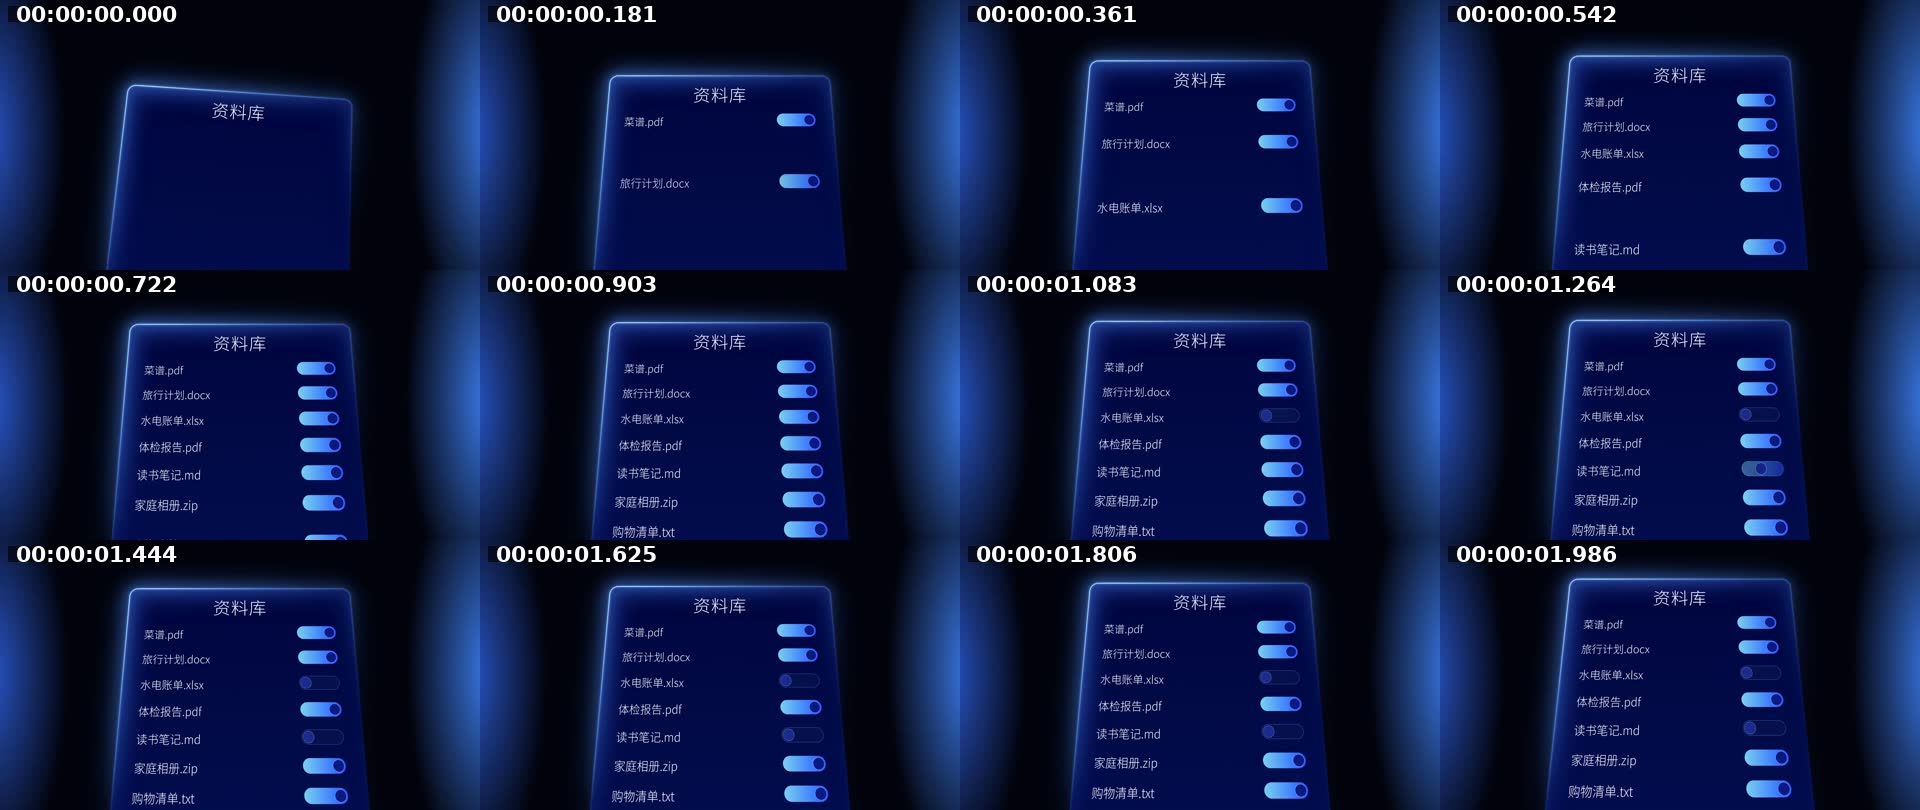 00:00:00.000
资料库
00:00:00.181
资料库
菜谱.pdf
旅行计划.docx
00:00:00.361
资料库
菜谱.pdf
旅行计划.docx
水电账单.xlsx
00:00:00.542
资料库
菜谱.pdf
旅行计划.docx
水电账单.xlsx
体检报告.pdf
读书笔记.md
00:00:00.722
资料库
菜谱.pdf
旅行计划.docx
水电账单.xlsx
体检报告.pdf
读书笔记.md
家庭相册.zip
00:00:00.903
资料库
菜谱.pdf
旅行计划.docx
水电账单.xlsx
体检报告.pdf
读书笔记.md
家庭相册.zip
购物清单.txt
00:00:01.083
资料库
菜谱.pdf
旅行计划.docx
水电账单.xlsx
体检报告.pdf
读书笔记.md
家庭相册.zip
购物清单.txt
00:00:01.264
资料库
菜谱.pdf
旅行计划.docx
水电账单.xlsx
体检报告.pdf
读书笔记.md
家庭相册.zip
购物清单.txt
00:00:01.444
资料库
菜谱.pdf
旅行计划.docx
水电账单.xlsx
体检报告.pdf
读书笔记.md
家庭相册.zip
购物清单.txt
00:00:01.625
资料库
菜谱.pdf
旅行计划.docx
水电账单.xlsx
体检报告.pdf
读书笔记.md
家庭相册.zip
购物清单.txt
00:00:01.806
资料库
菜谱.pdf
旅行计划.docx
水电账单.xlsx
体检报告.pdf
读书笔记.md
家庭相册.zip
购物清单.txt
00:00:01.986
资料库
菜谱.pdf
旅行计划.docx
水电账单.xlsx
体检报告.pdf
读书笔记.md
家庭相册.zip
购物清单.txt